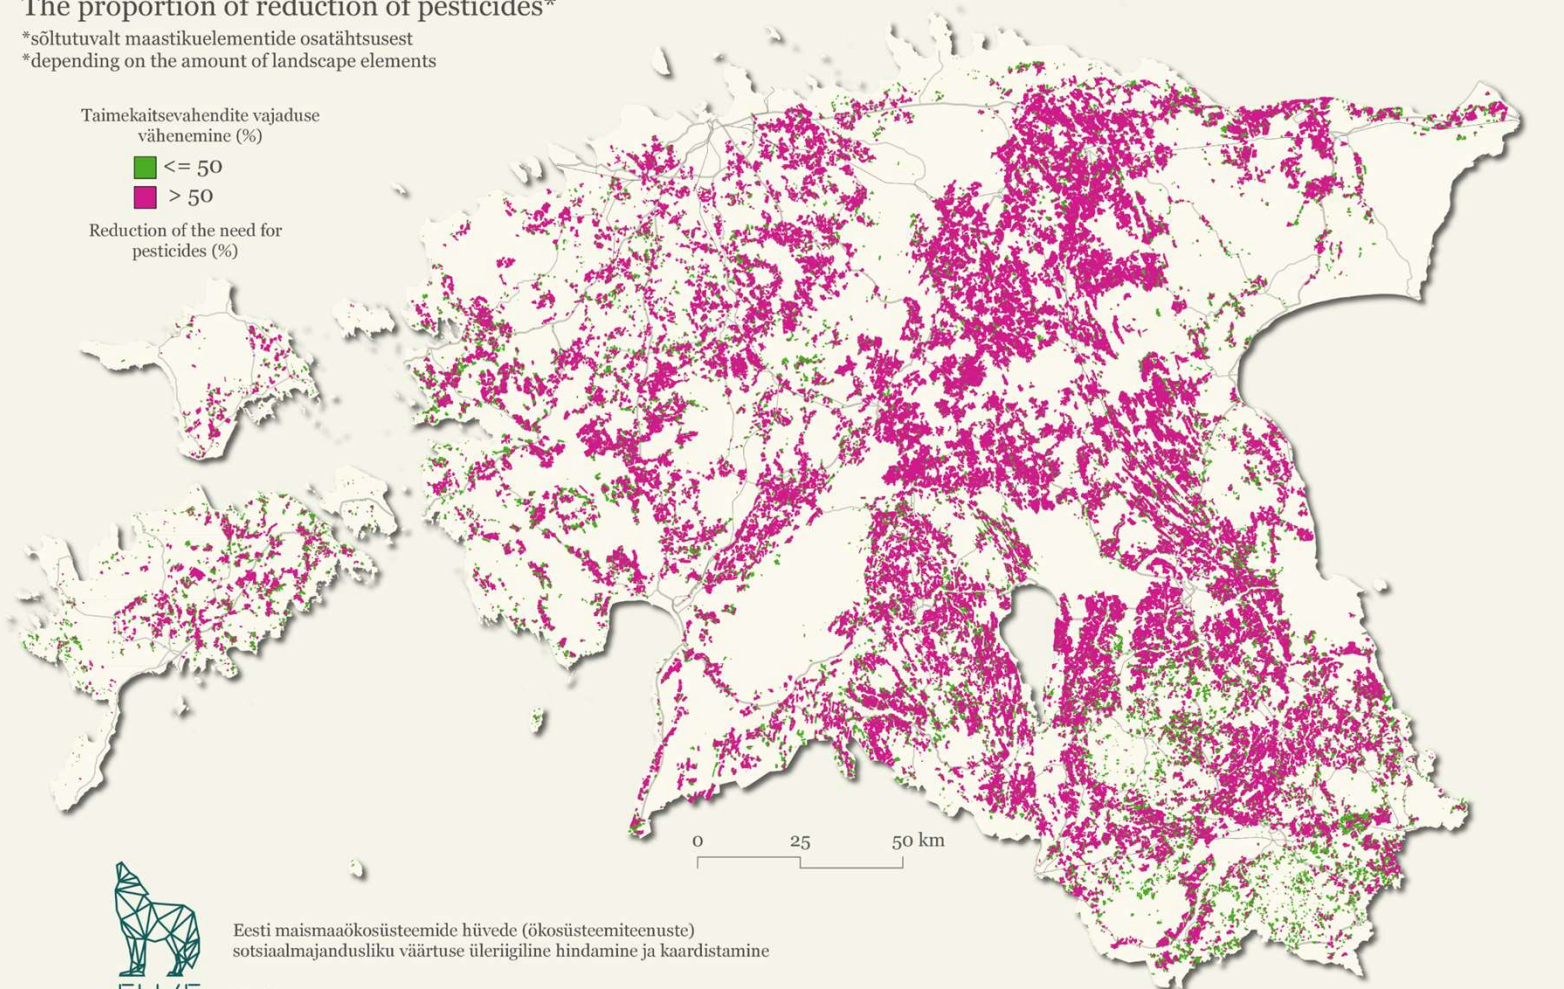 The proportion of reduction of pesticides*
*sõltutuvalt maastikuelementide osatähtsusest
*depending on the amount of landscape elements
Taimekaitsevahendite vajaduse
vähenemine (%)
<= 50
> 50
Reduction of the need for
pesticides (%)
0 25 50 km
Eesti maismaaökosüsteemide hüvede (ökosüsteemiteenuste)
sotsiaalmajandusliku väärtuse üleriigiline hindamine ja kaardistamine